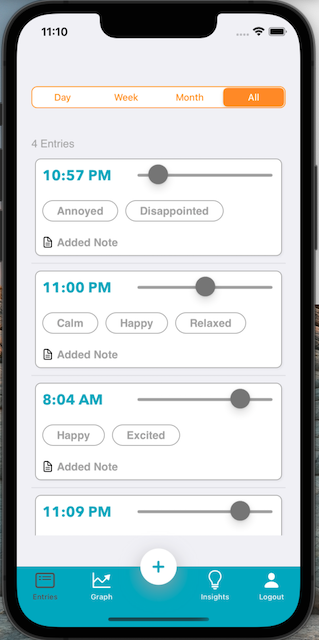 11:10
Day Week Month All
4 Entries
10:57 PM
Annoyed Disappointed
Added Note
11:00 PM
Calm Happy Relaxed
Added Note
8:04 AM
Happy Excited
Added Note
11:09 PM
+
Entries Graph Insights Logout